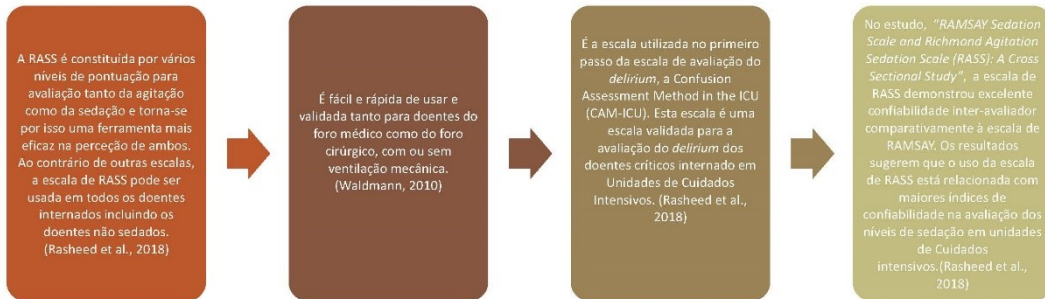 A RASS é constituída por vários
níveis de pontuação para
avaliação tanto da agitação
como da sedação e torna-se
por isso uma ferramenta mais
eficaz na perceção de ambos.
Ao contrário de outras escalas,
a escala de RASS pode ser
usada em todos os doentes
internados incluindo os
doentes não sedados.
(Rasheed et al., 2018)
É fácil e rápida de usar e
validada tanto para doentes do
foro médico como do foro
cirúrgico, com ou sem
ventilação mecânica.
(Waldmann, 2010)
É a escala utilizada no primeiro
passo da escala de avaliação do
delirium, a Confusion
Assessment Method in the ICU
(CAM-ICU). Esta escala é uma
escala validada para a
avaliação do delirium dos
doentes críticos internado em
Unidades de Cuidados
Intensivos. (Rasheed et al.,
2018)
No estudo, "RAMSAY Sedation
Scale and Richmond Agitation
Sedation Scale (RASS): A Cross
Sectional Study", a escala de
RASS demonstrou excelente
confiabilidade inter-avaliador
comparativamente à escala de
RAMSAY. Os resultados
sugerem que o uso da escala
de RASS está relacionada com
maiores índices de
confiabilidade na avaliação dos
níveis de sedação em unidades
de Cuidados
intensivos.(Rasheed et al.,
2018)